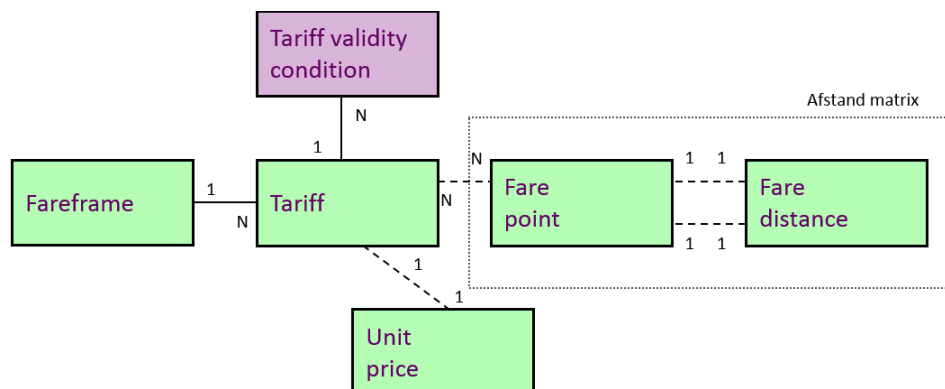 Tariff validity
condition
N
Afstand matrix
1
Fareframe
1
N
Tariff
N
N
Fare
point
1 1
1 1
Fare
distance
1
1
Unit
price